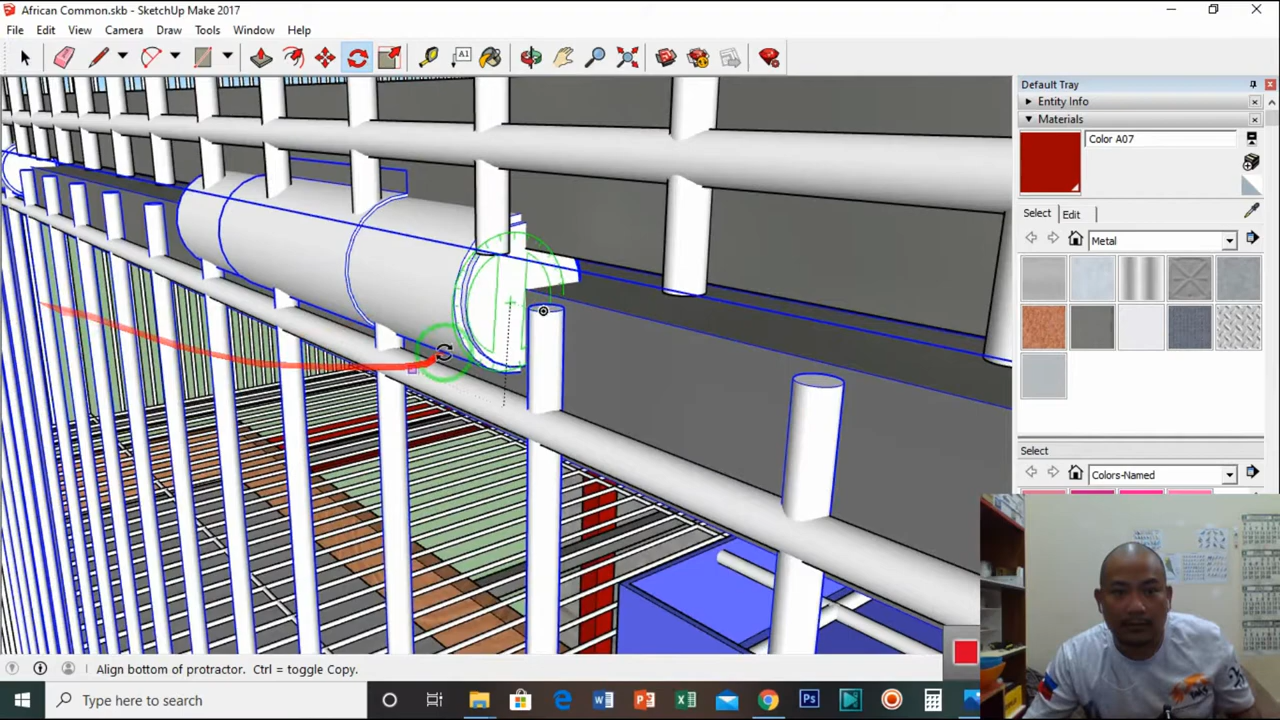 African Common.skb - SketchUp Make 2017
File Edit View Camera Draw Tools Window Help
A1
Default Tray
Entity Info
Materials
Color A07
Select Edit
Metal
Select
Colors-Named
Align bottom of protractor. Ctrl = toggle Copy.
Type here to search